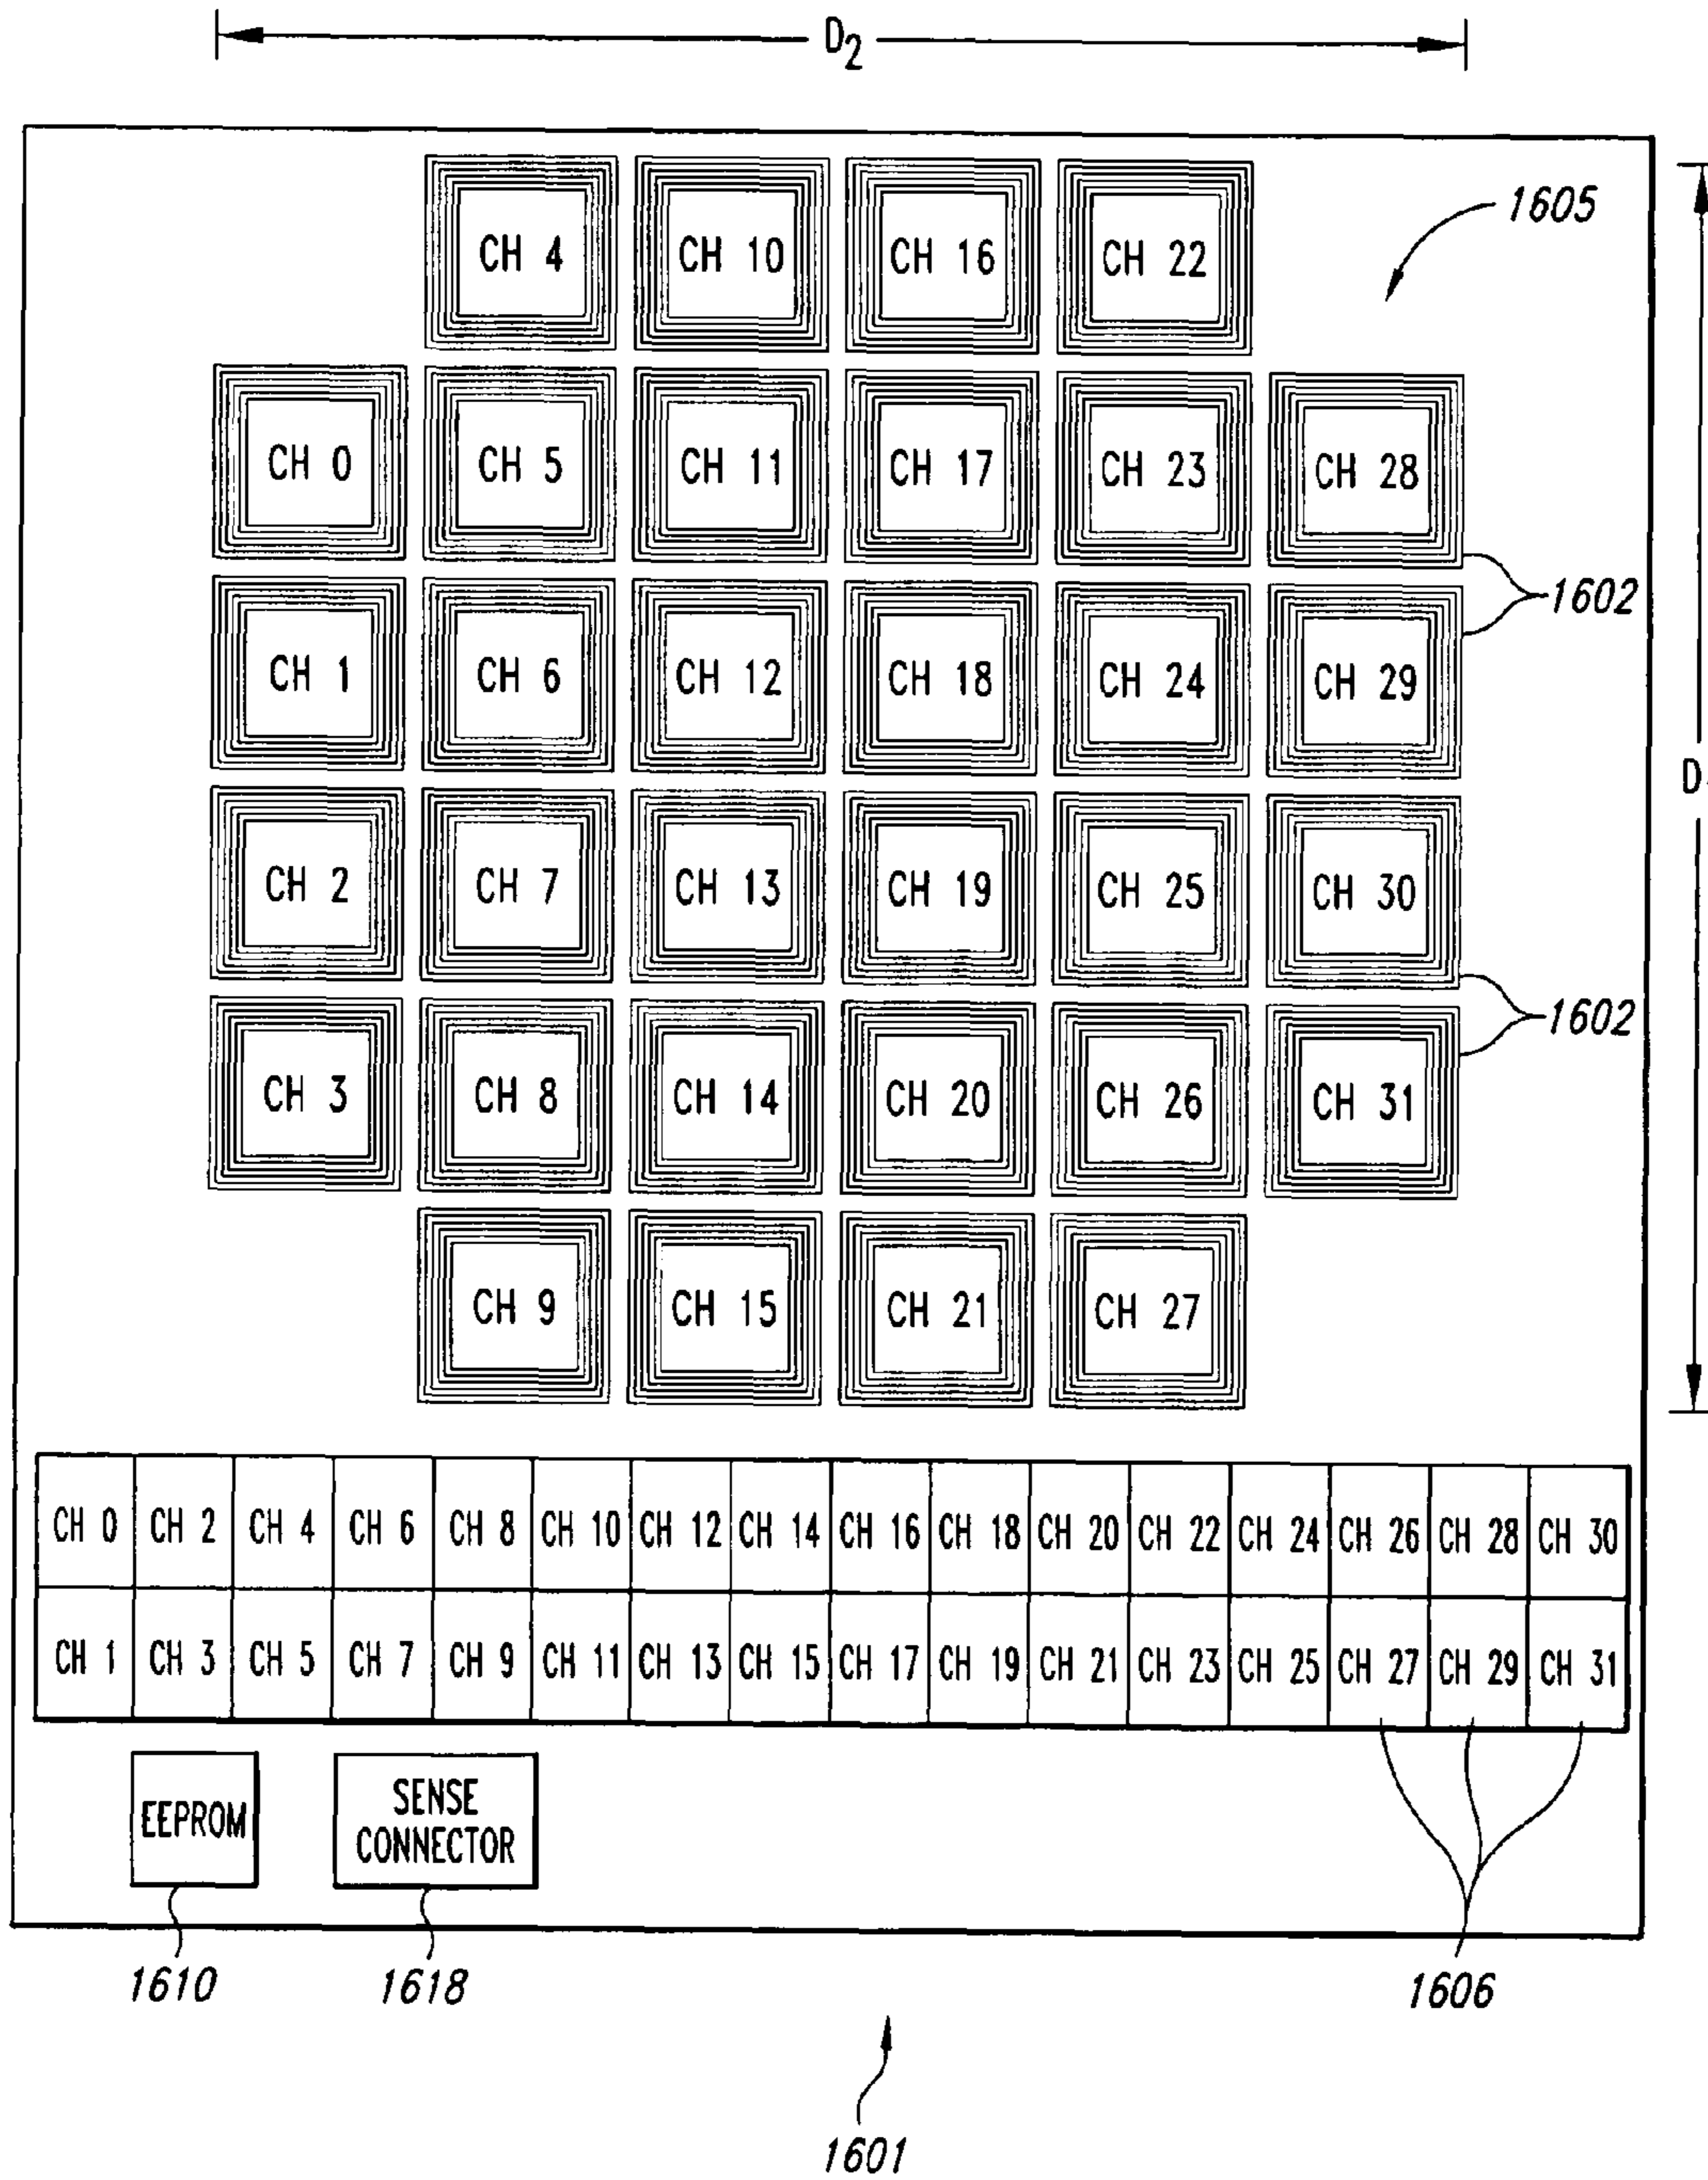 D2
1605
CH 4 CH 10 CH 16 CH 22
CH 0 CH 5 CH 11 CH 17 CH 23 CH 28
1602
CH 1 CH 6 CH 12 CH 18 CH 24 CH 29
D
CH 2 CH 7 CH 13 CH 19 CH 25 CH 30
1602
CH 3 CH 8 CH 14 CH 20 CH 26 CH 31
CH 9 CH 15 CH 21 CH 27
CH 0 CH 2 CH 4 CH 6 CH 8 CH 10 CH 12 CH 14 CH 16 CH 18 CH 20 CH 22 CH 24 CH 26 CH 28 CH 30
CH 1 CH 3 CH 5 CH 7 CH 9 CH 11 CH 13 CH 15 CH 17 CH 19 CH 21 CH 23 CH 25 CH 27 CH 29 CH 31
EEPROM
SENSE
CONNECTOR
1610
1618
1606
1601